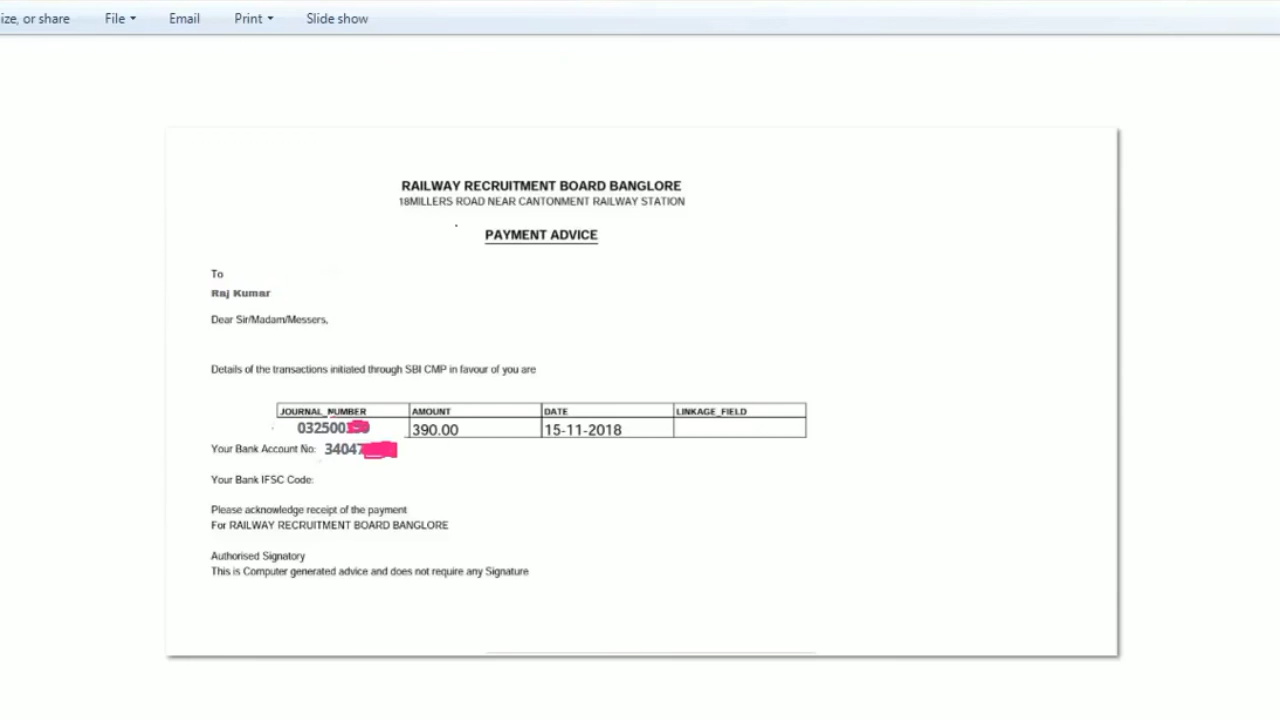 ize, or share File Email Print Slide show
RAILWAY RECRUITMENT BOARD BANGLORE
18MILLERS ROAD NEAR CANTONMENT RAILWAY STATION
PAYMENT ADVICE
To
Raj Kumar
Dear Sir/Madam/Messers,
Details of the transactions initiated through SBI CMP in favour of you are
JOURNAL_NUMBER AMOUNT DATE LINKAGE_FIELD
032500 390.00 15-11-2018
Your Bank Account No: 34047
Your Bank IFSC Code:
Please acknowledge receipt of the payment
For RAILWAY RECRUITMENT BOARD BANGLORE
Authorised Signatory
This is Computer generated advice and does not require any Signature